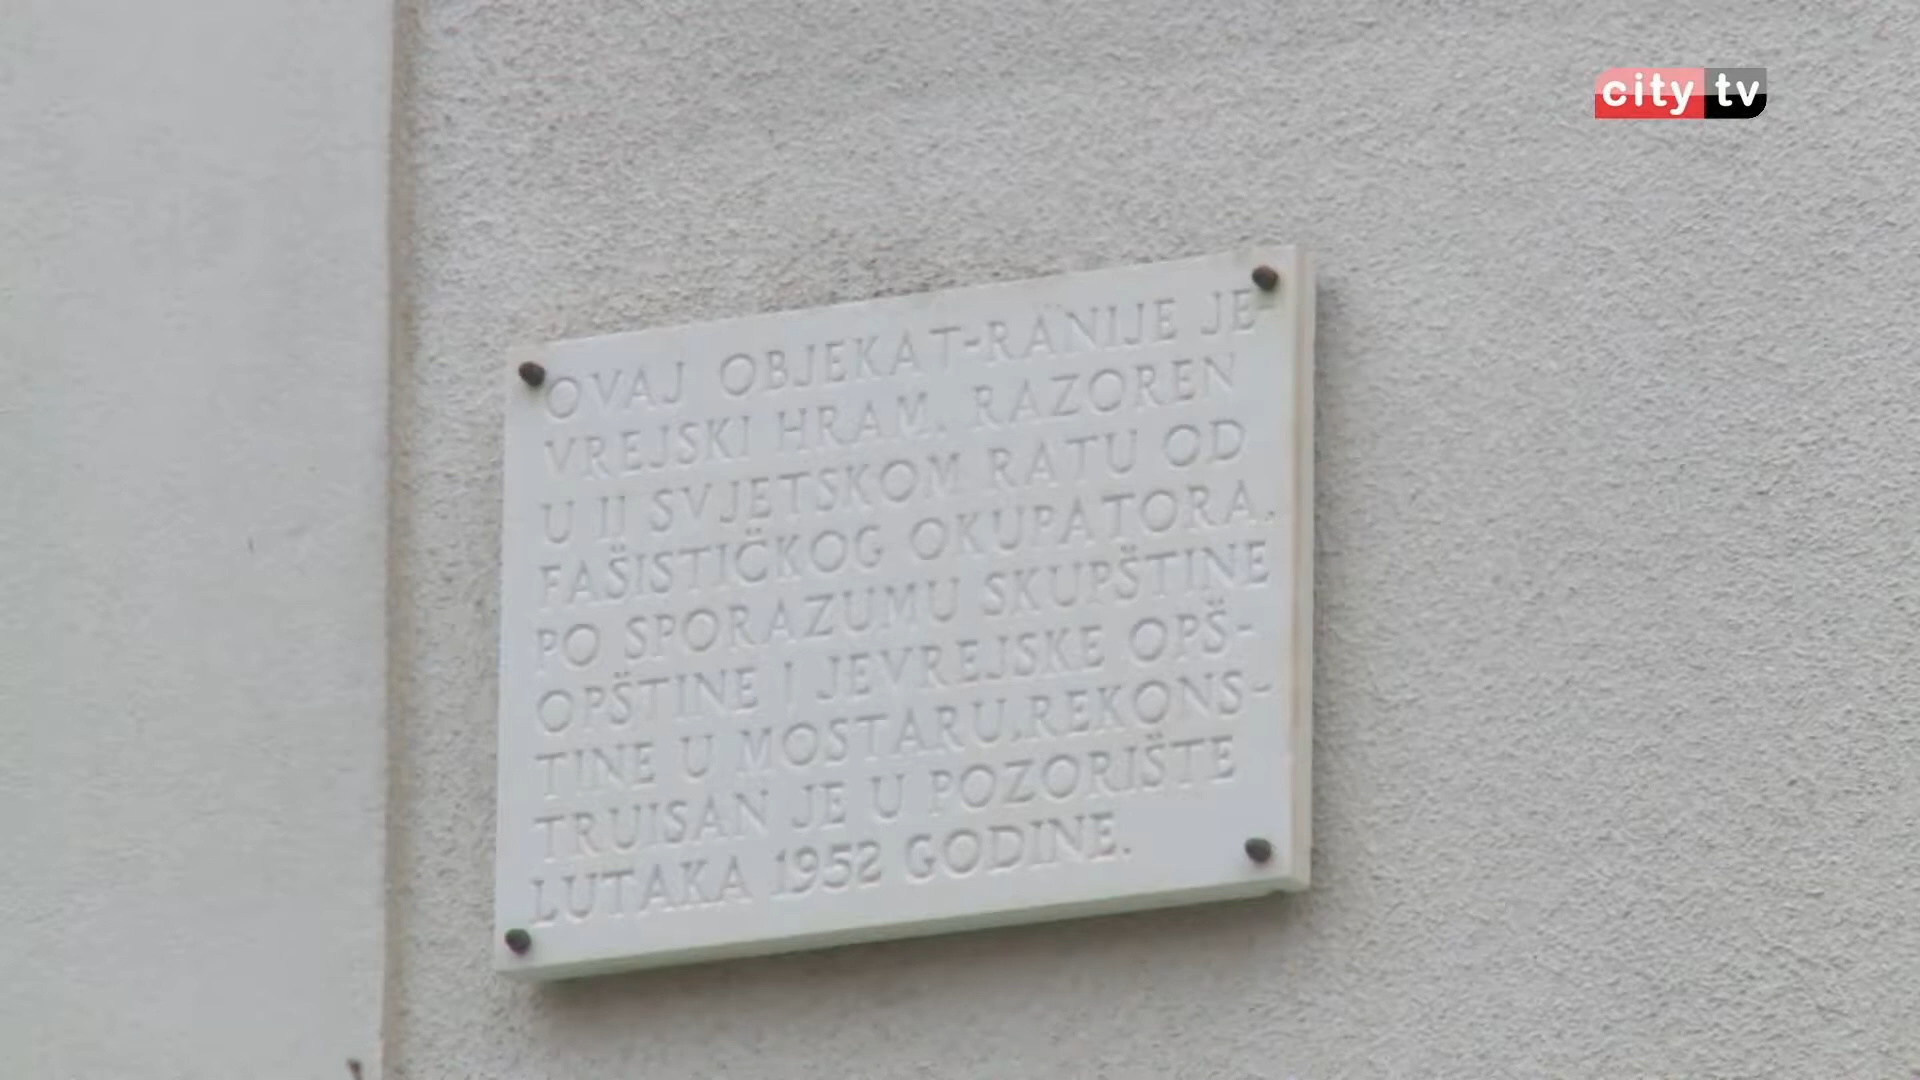 city tv
OVAJ OBJEKAT-RANIJE JE-
VREJSKI HRAM, RAZOREN
U II SVJETSKOM RATU OD
FAŠISTIČKOG OKUPATORA.
PO SPORAZUMU SKUPŠTINE
OPŠTINE I JEVREJSKE OPŠ-
TINE U MOSTARU, REKONS-
TRUISAN JE U POZORIŠTE
LUTAKA 1952 GODINE.